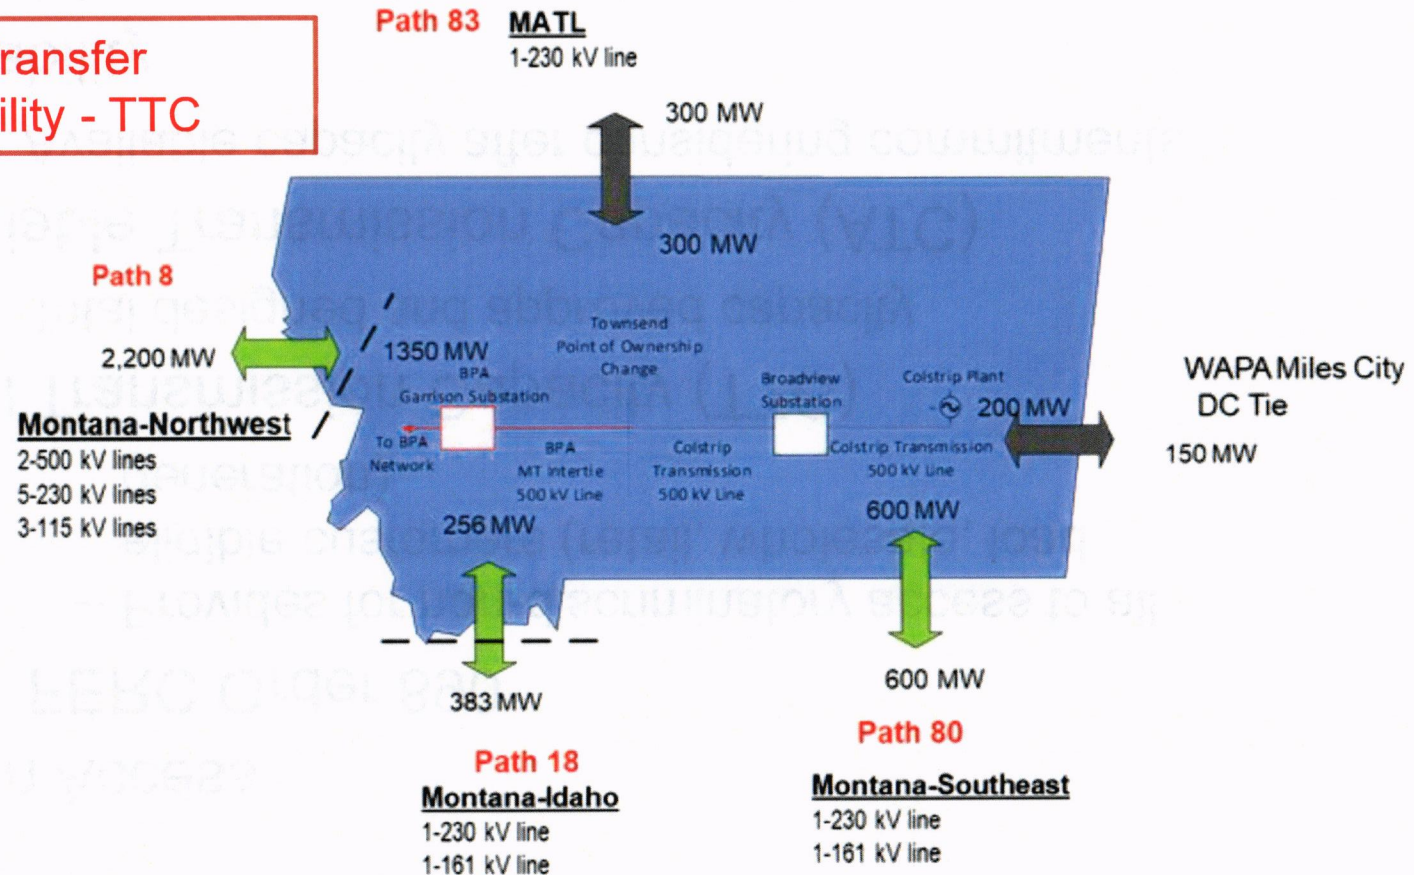 ransfer
ility - TTC
Path 83 MATL
1-230 kV line
300 MW
300 MW
Path 8
2,200 MW
1350 MW
Montana-Northwest
2-500 kV lines
5-230 kV lines
3-115 kV lines
Townsend
Point of Ownership
Change
BPA
Garrison Substation
Broadview
Substation
Colstrip Plant
200 MW
WAPA Miles City
DC Tie
150 MW
To BPA
Network
BPA
MT Intertie
500 kV Line
Colstrip
Transmission
500 kV Line
Colstrip Transmission
500 kV Line
256 MW
600 MW
383 MW
600 MW
Path 18
Montana-Idaho
1-230 kV line
1-161 kV line
Path 80
Montana-Southeast
1-230 kV line
1-161 kV line